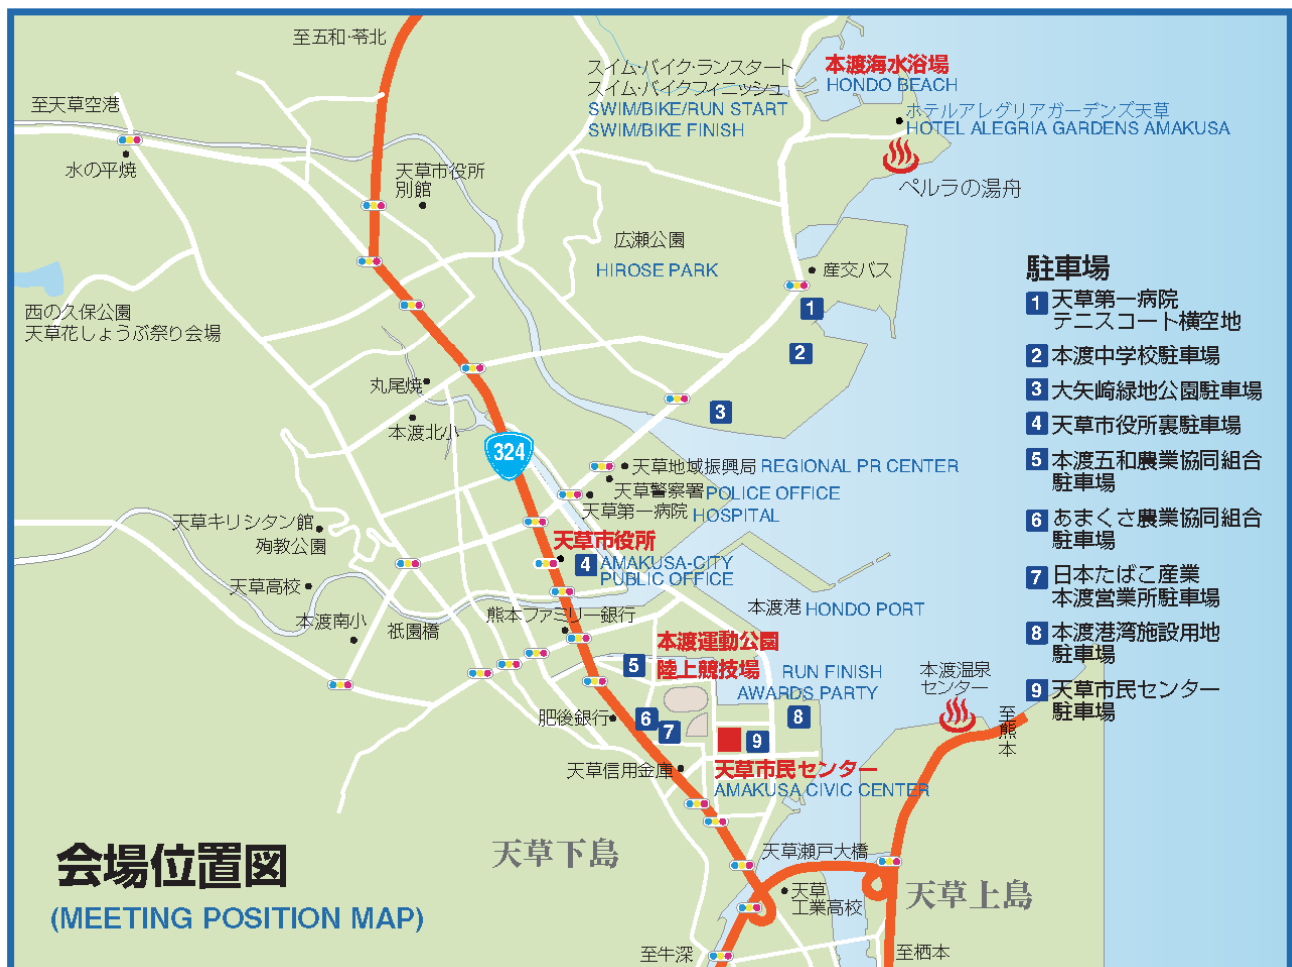 至五和・苓北
スイム・バイク・ランスタート
スイム・バイクフィニッシュ
SWIM/BIKE/RUN START
SWIM/BIKE FINISH
本渡海水浴場
HONDO BEACH
ホテルアレグリアガーデンズ天草
HOTEL ALEGRIA GARDENS AMAKUSA
ペルラの湯舟
至天草空港
水の平焼
天草市役所
別館
広瀬公園
HIROSE PARK
産交バス
西の久保公園
天草花しょうぶ祭り会場
1
2
3
丸尾焼
本渡北小
324
天草地域振興局 REGIONAL PR CENTER
天草警察署 POLICE OFFICE
天草第一病院 HOSPITAL
天草キリシタン館
殉教公園
天草市役所
4
AMAKUSA-CITY
PUBLIC OFFICE
天草高校
本渡南小
祇園橋
熊本ファミリー銀行
本渡港 HONDO PORT
本渡運動公園
陸上競技場
RUN FINISH
AWARDS PARTY
5
6
7
8
9
肥後銀行
天草信用金庫
天草市民センター
AMAKUSA CIVIC CENTER
本渡温泉
センター
至熊本
天草下島
天草瀬戸大橋
天草
工業高校
天草上島
至牛深
至栖本
駐車場
1 天草第一病院
テニスコート横空地
2 本渡中学校駐車場
3 大矢崎緑地公園駐車場
4 天草市役所裏駐車場
5 本渡五和農業協同組合
駐車場
6 あまくさ農業協同組合
駐車場
7 日本たばこ産業
本渡営業所駐車場
8 本渡港湾施設用地
駐車場
9 天草市民センター
駐車場
会場位置図
(MEETING POSITION MAP)